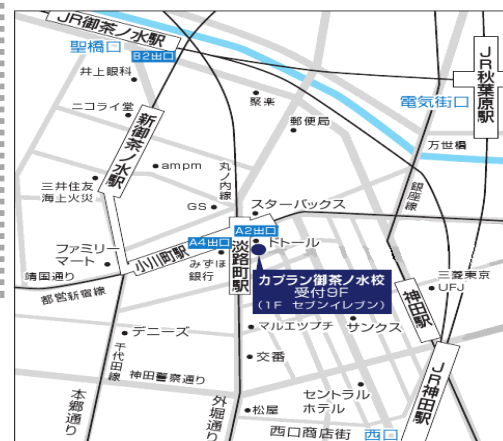 JR御茶ノ水駅
聖橋口
B2出口
井上眼科
ニコライ堂
新御茶ノ水駅
聚楽
郵便局
電気街口
JR秋葉原駅
万世橋
ampm
三井住友
海上火災
丸ノ内線
GS
スターバックス
銀座線
A2出口
ドトール
A4出口
淡路町駅
小川町駅
みずほ
銀行
ファミリー
マート
靖国通り
都営新宿線
カプラン御茶ノ水校
受付9F
(1F セブンイレブン)
三菱東京
UFJ
神田駅
マルエツプチ
サンクス
デニーズ
千代田線
交番
神田警察通り
セントラル
ホテル
JR神田駅
本郷通り
外堀通り
松屋
西口商店街
西口